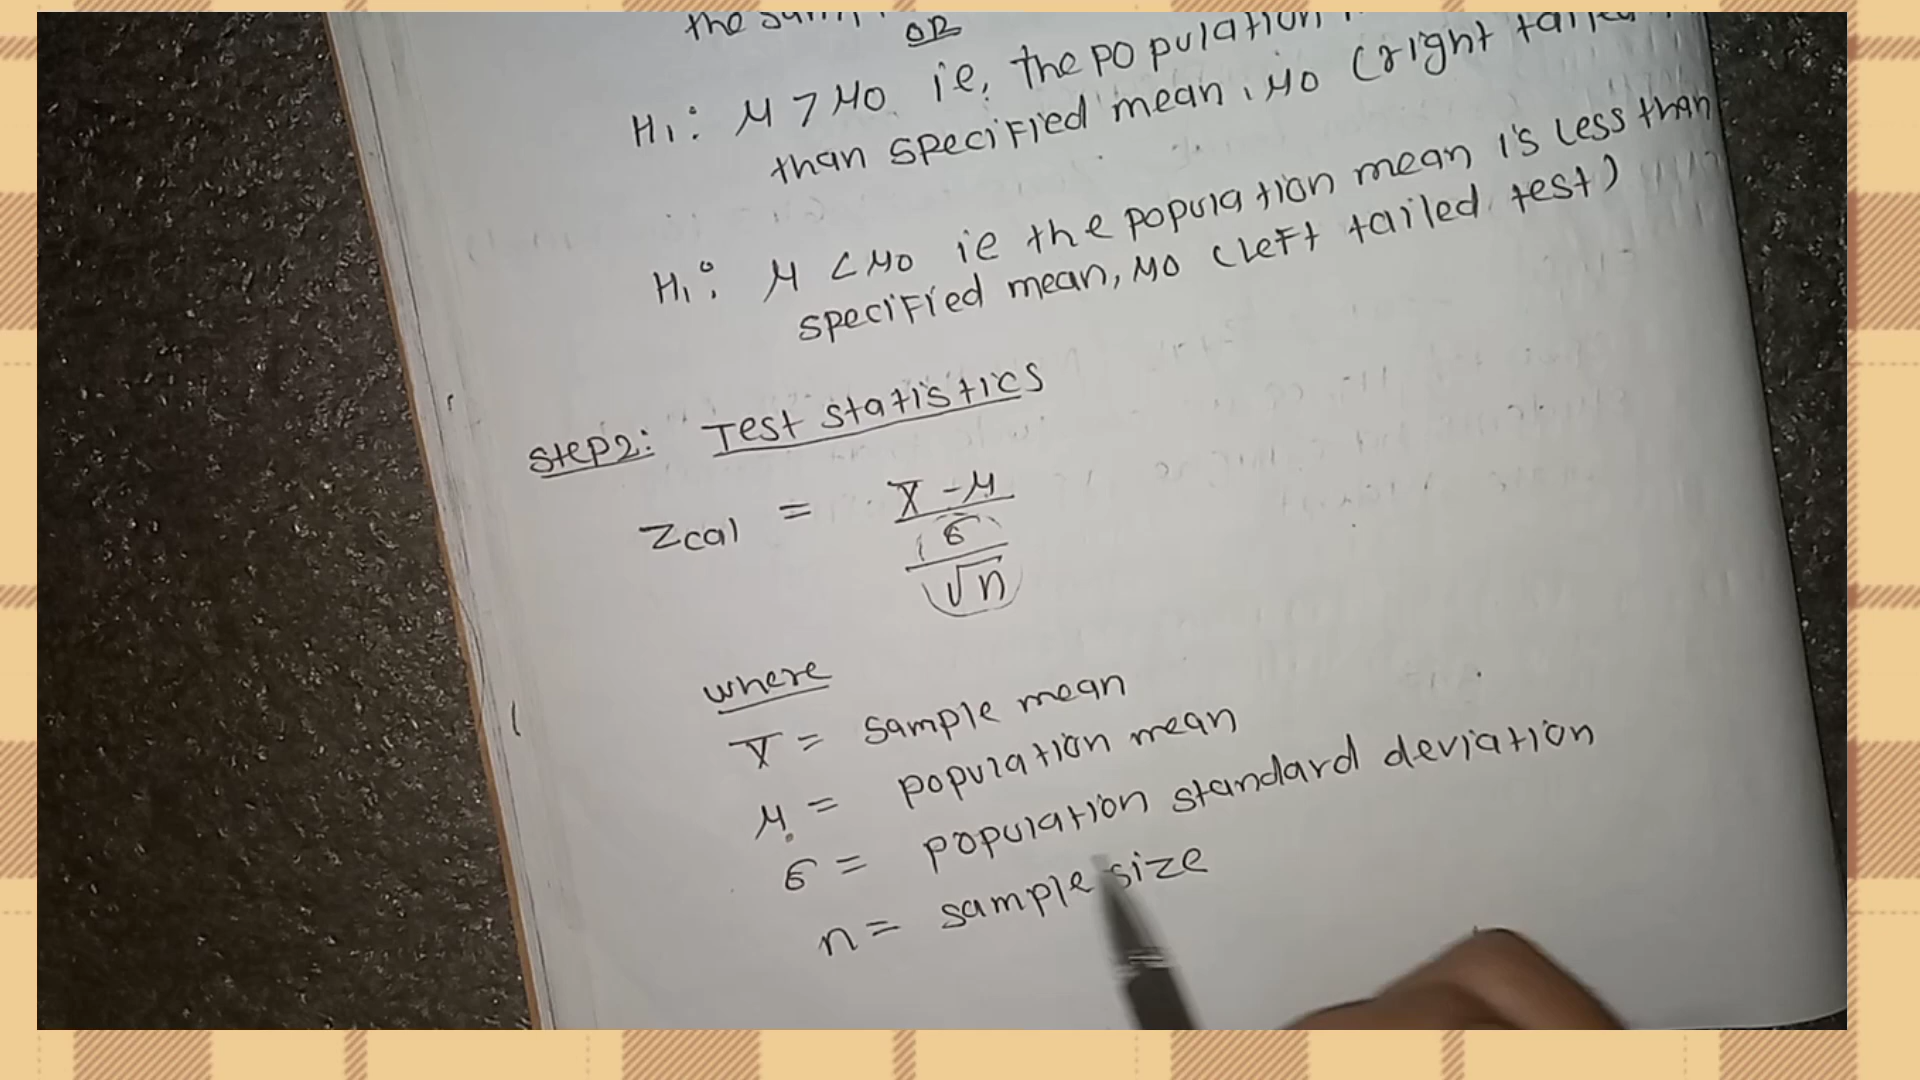 the
OR
H1: μ > μ0 ie, the population
than specified mean, μ0 (right tailed
H1: μ < μ0 ie the population mean is less than
specified mean, μ0 (left tailed test)
Step2: Test statistics
Zcal = X̅ - μ / (σ / √n)
where
X̅ = sample mean
μ = population mean
σ = population standard deviation
n = sample size